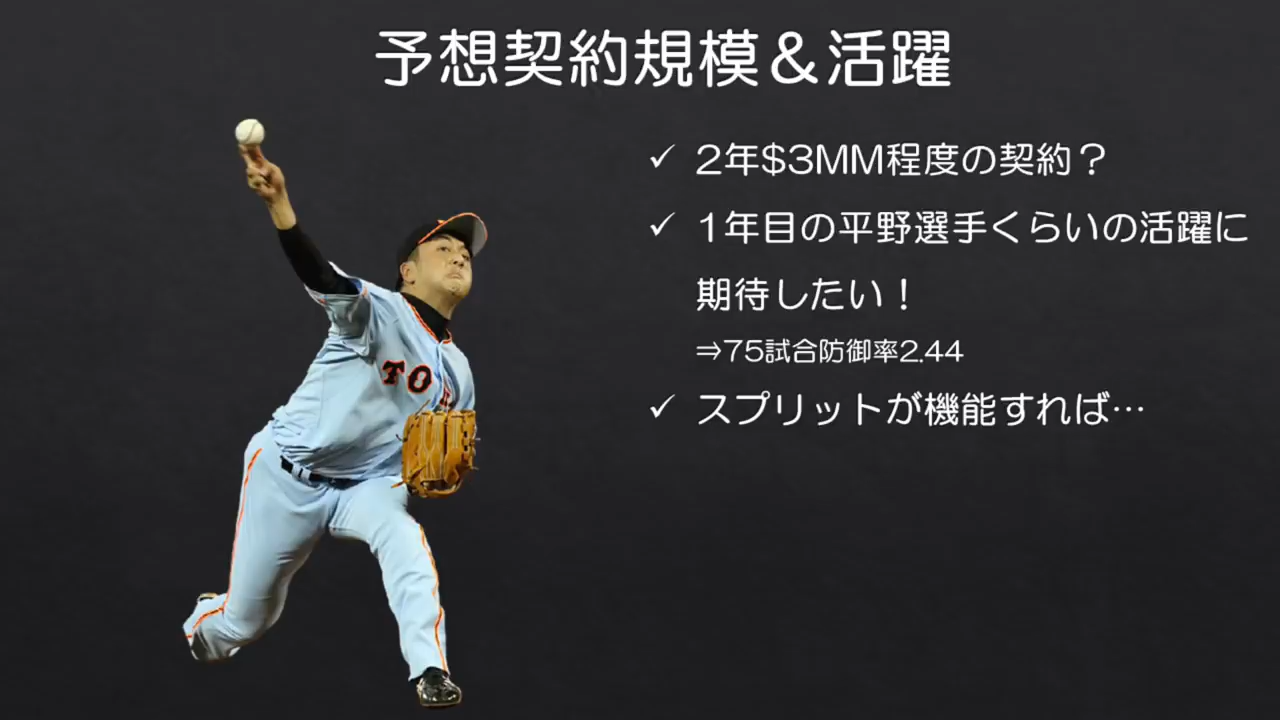 予想契約規模＆活躍
✓ 2年$3MM程度の契約？
✓ 1年目の平野選手くらいの活躍に
期待したい！
⇒75試合防御率2.44
✓ スプリットが機能すれば…
TO